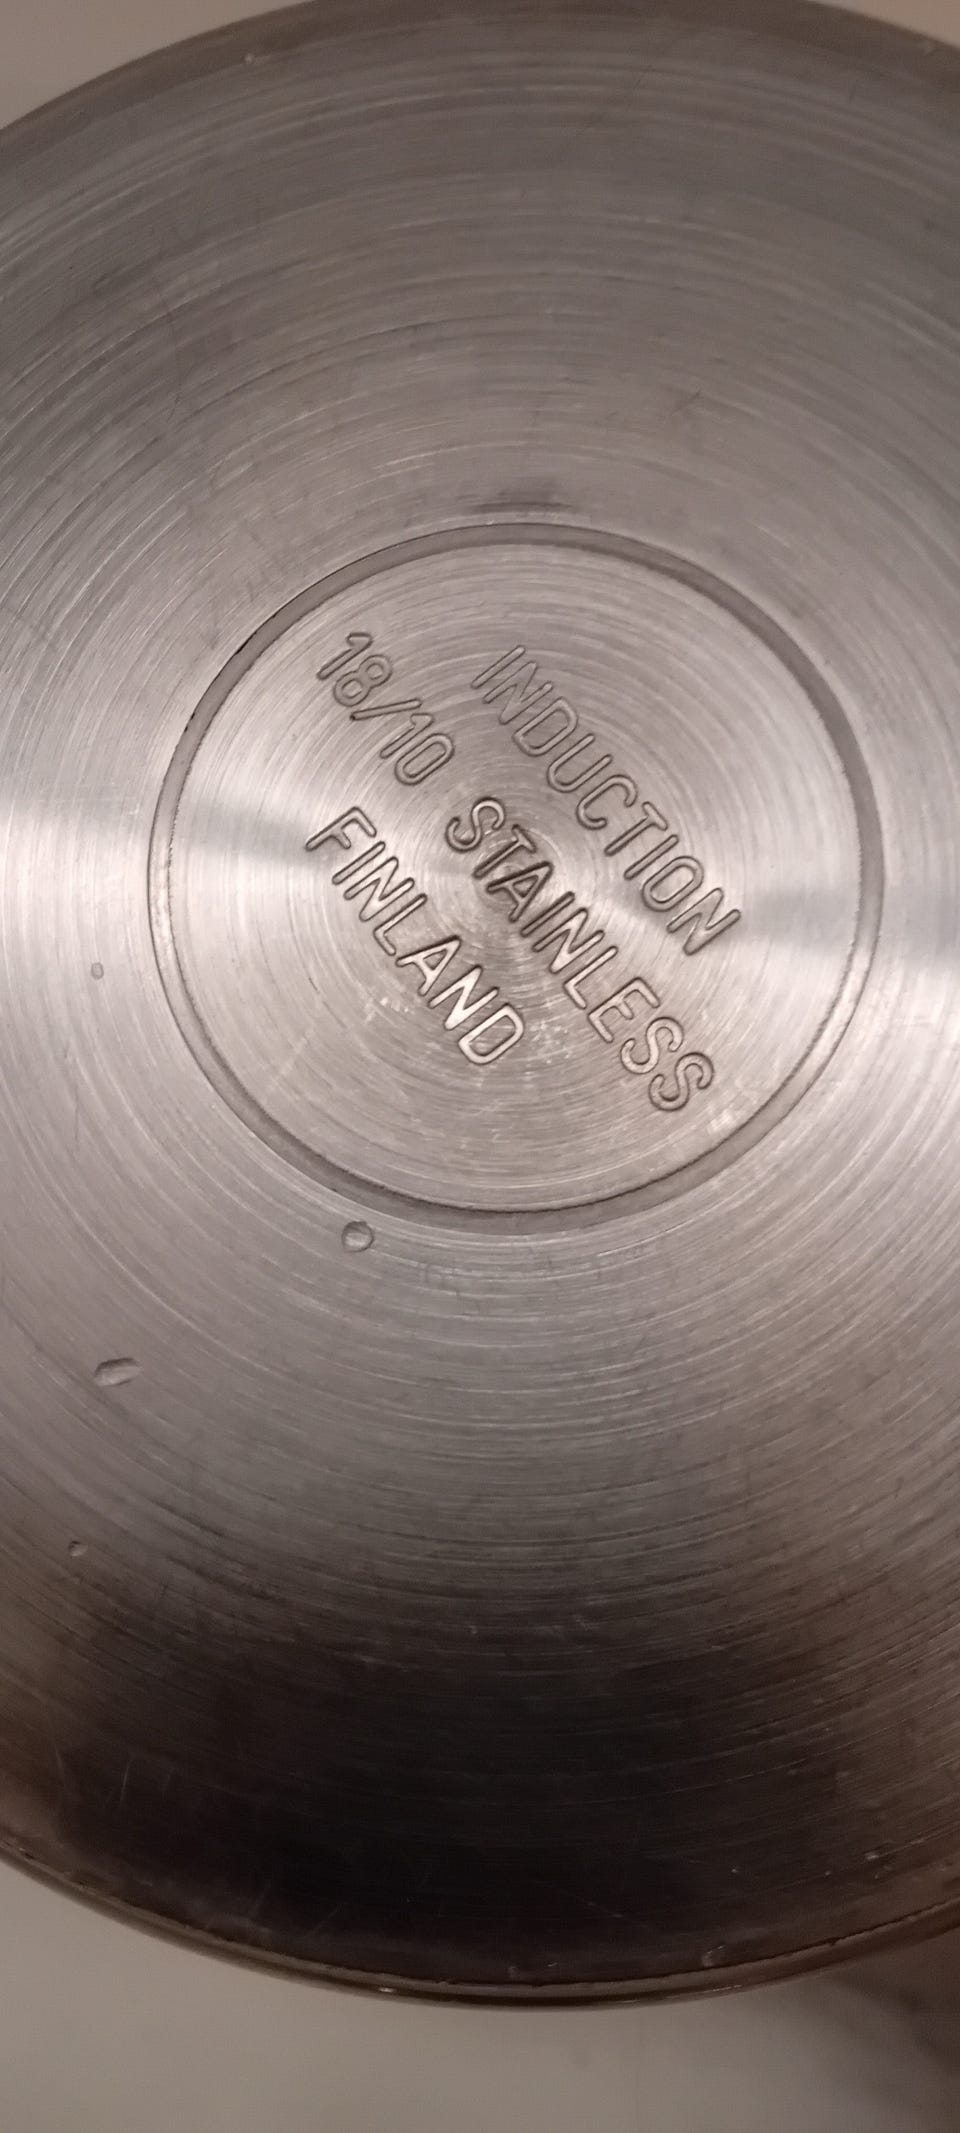 INDUCTION
18/10 STAINLESS
FINLAND